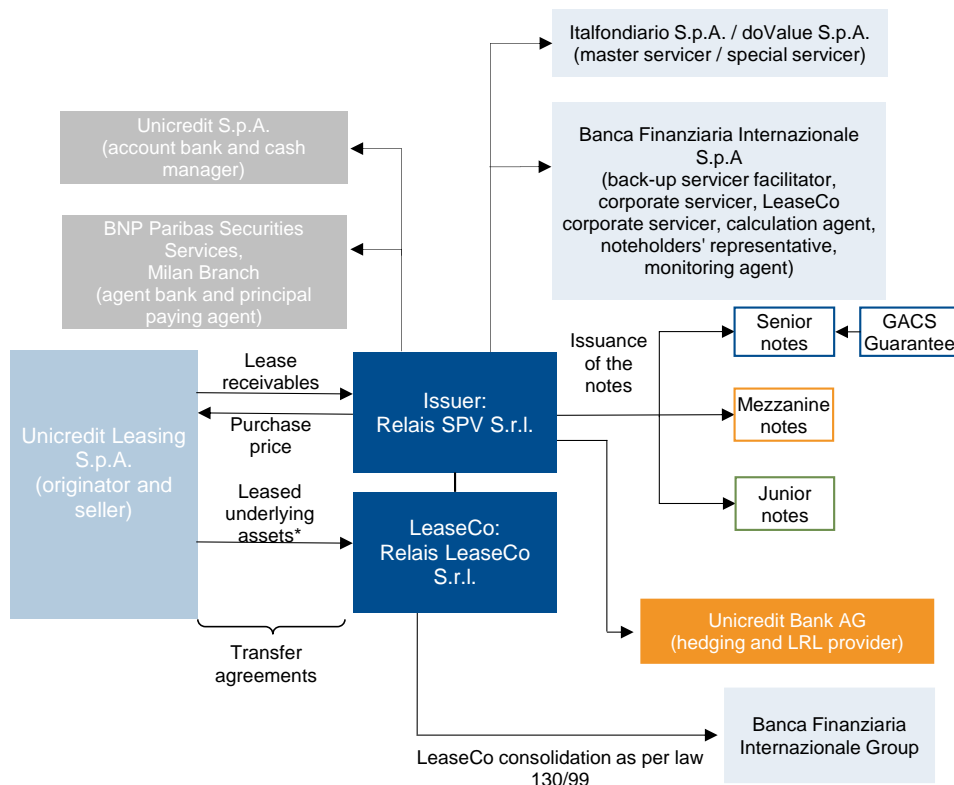 Italfondiario S.p.A. / doValue S.p.A.
(master servicer / special servicer)
Unicredit S.p.A.
(account bank and cash
manager)
Banca Finanziaria Internazionale
S.p.A
(back-up servicer facilitator,
corporate servicer, LeaseCo
corporate servicer, calculation agent,
noteholders' representative,
monitoring agent)
BNP Paribas Securities
Services,
Milan Branch
(agent bank and principal
paying agent)
Issuance
of the
notes
Senior
notes
GACS
Guarantee
Lease
receivables
Purchase
price
Issuer:
Relais SPV S.r.l.
Mezzanine
notes
Unicredit Leasing
S.p.A.
(originator and
seller)
Leased
underlying
assets*
LeaseCo:
Relais LeaseCo
S.r.l.
Junior
notes
Unicredit Bank AG
(hedging and LRL provider)
Transfer
agreements
Banca Finanziaria
Internazionale Group
LeaseCo consolidation as per law
130/99